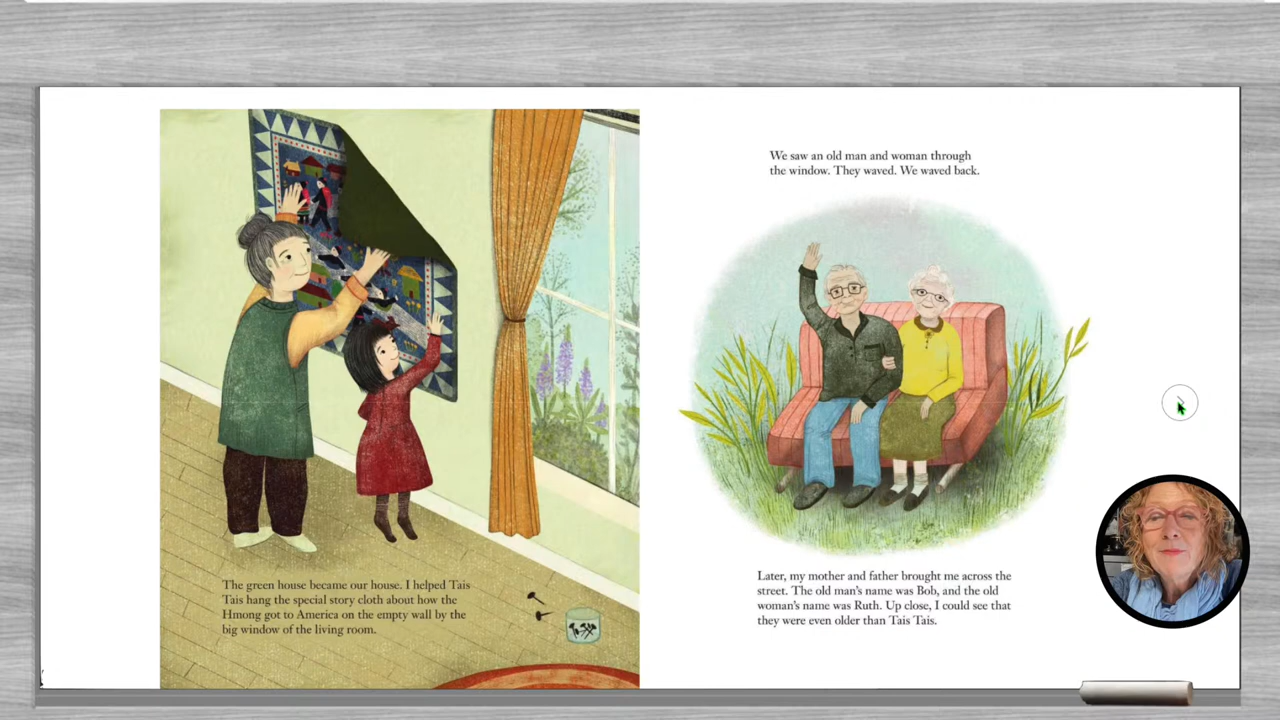 The green house became our house. I helped Tais
Tais hang the special story cloth about how the
Hmong got to America on the empty wall by the
big window of the living room.
We saw an old man and woman through
the window. They waved. We waved back.
Later, my mother and father brought me across the
street. The old man’s name was Bob, and the old
woman’s name was Ruth. Up close, I could see that
they were even older than Tais Tais.